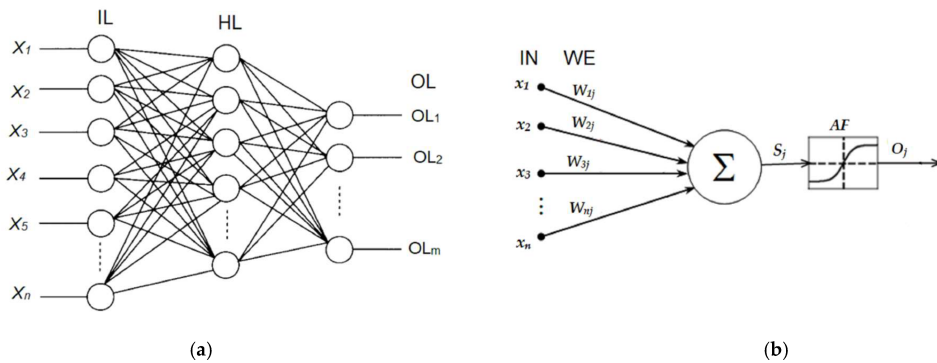 IL
HL
OL
X1
X2
X3
X4
X5
Xn
OL1
OL2
OLm
(a)
IN WE
x1
x2
x3
xn
W1j
W2j
W3j
Wnj
Σ
Sj
AF
Oj
(b)